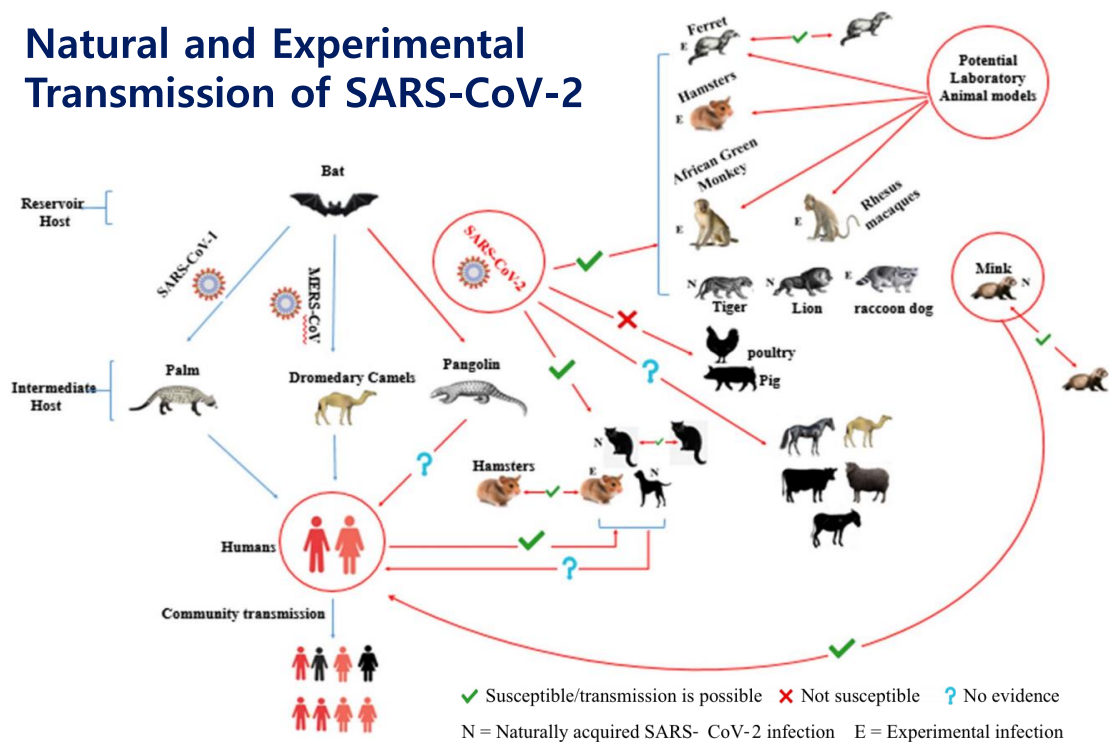 Natural and Experimental
Transmission of SARS-CoV-2
Ferret
E
Potential
Laboratory
Animal models
Hamsters
E
African Green
Monkey
E
E
Rhesus
macaques
Bat
Reservoir
Host
SARS-CoV-1
MERS-CoV
SARS-CoV-2
N
Tiger
N
Lion
E
raccoon dog
Mink
N
poultry
Pig
Intermediate
Host
Palm
Dromedary Camels
Pangolin
?
?
N
Hamsters
E
N
Humans
?
Community transmission
Susceptible/transmission is possible
Not susceptible
? No evidence
N = Naturally acquired SARS- CoV-2 infection
E = Experimental infection